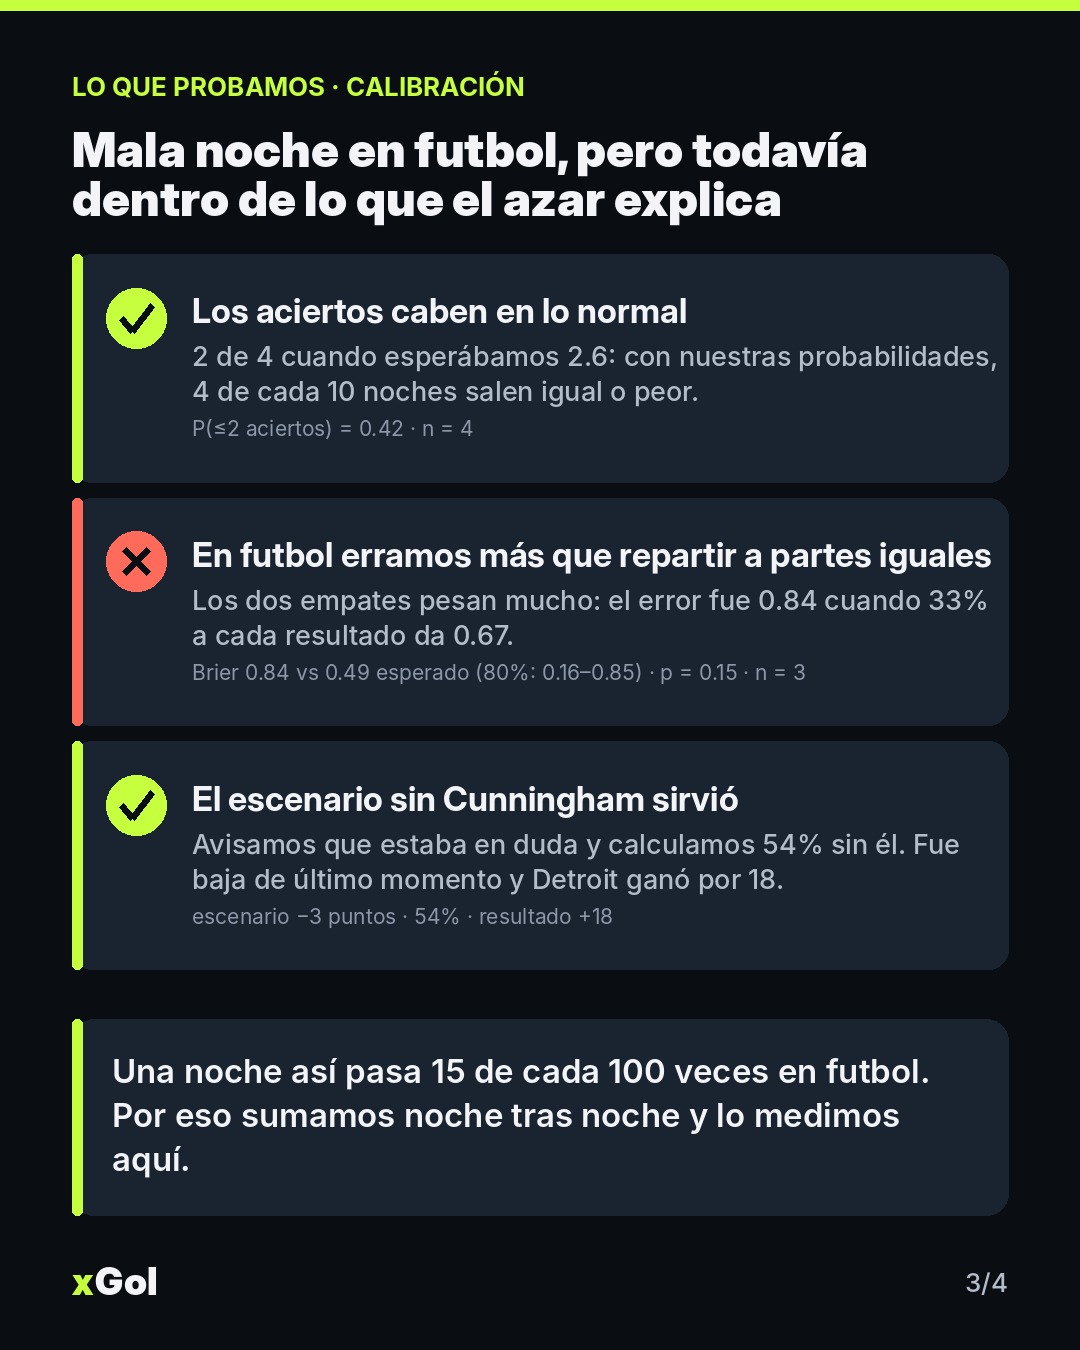 LO QUE PROBAMOS · CALIBRACIÓN
Mala noche en futbol, pero todavía
dentro de lo que el azar explica
Los aciertos caben en lo normal
2 de 4 cuando esperábamos 2.6: con nuestras probabilidades,
4 de cada 10 noches salen igual o peor.
P(≤2 aciertos) = 0.42 · n = 4
En futbol erramos más que repartir a partes iguales
Los dos empates pesan mucho: el error fue 0.84 cuando 33%
a cada resultado da 0.67.
Brier 0.84 vs 0.49 esperado (80%: 0.16–0.85) · p = 0.15 · n = 3
El escenario sin Cunningham sirvió
Avisamos que estaba en duda y calculamos 54% sin él. Fue
baja de último momento y Detroit ganó por 18.
escenario −3 puntos · 54% · resultado +18
Una noche así pasa 15 de cada 100 veces en futbol.
Por eso sumamos noche tras noche y lo medimos
aquí.
xGol
3/4